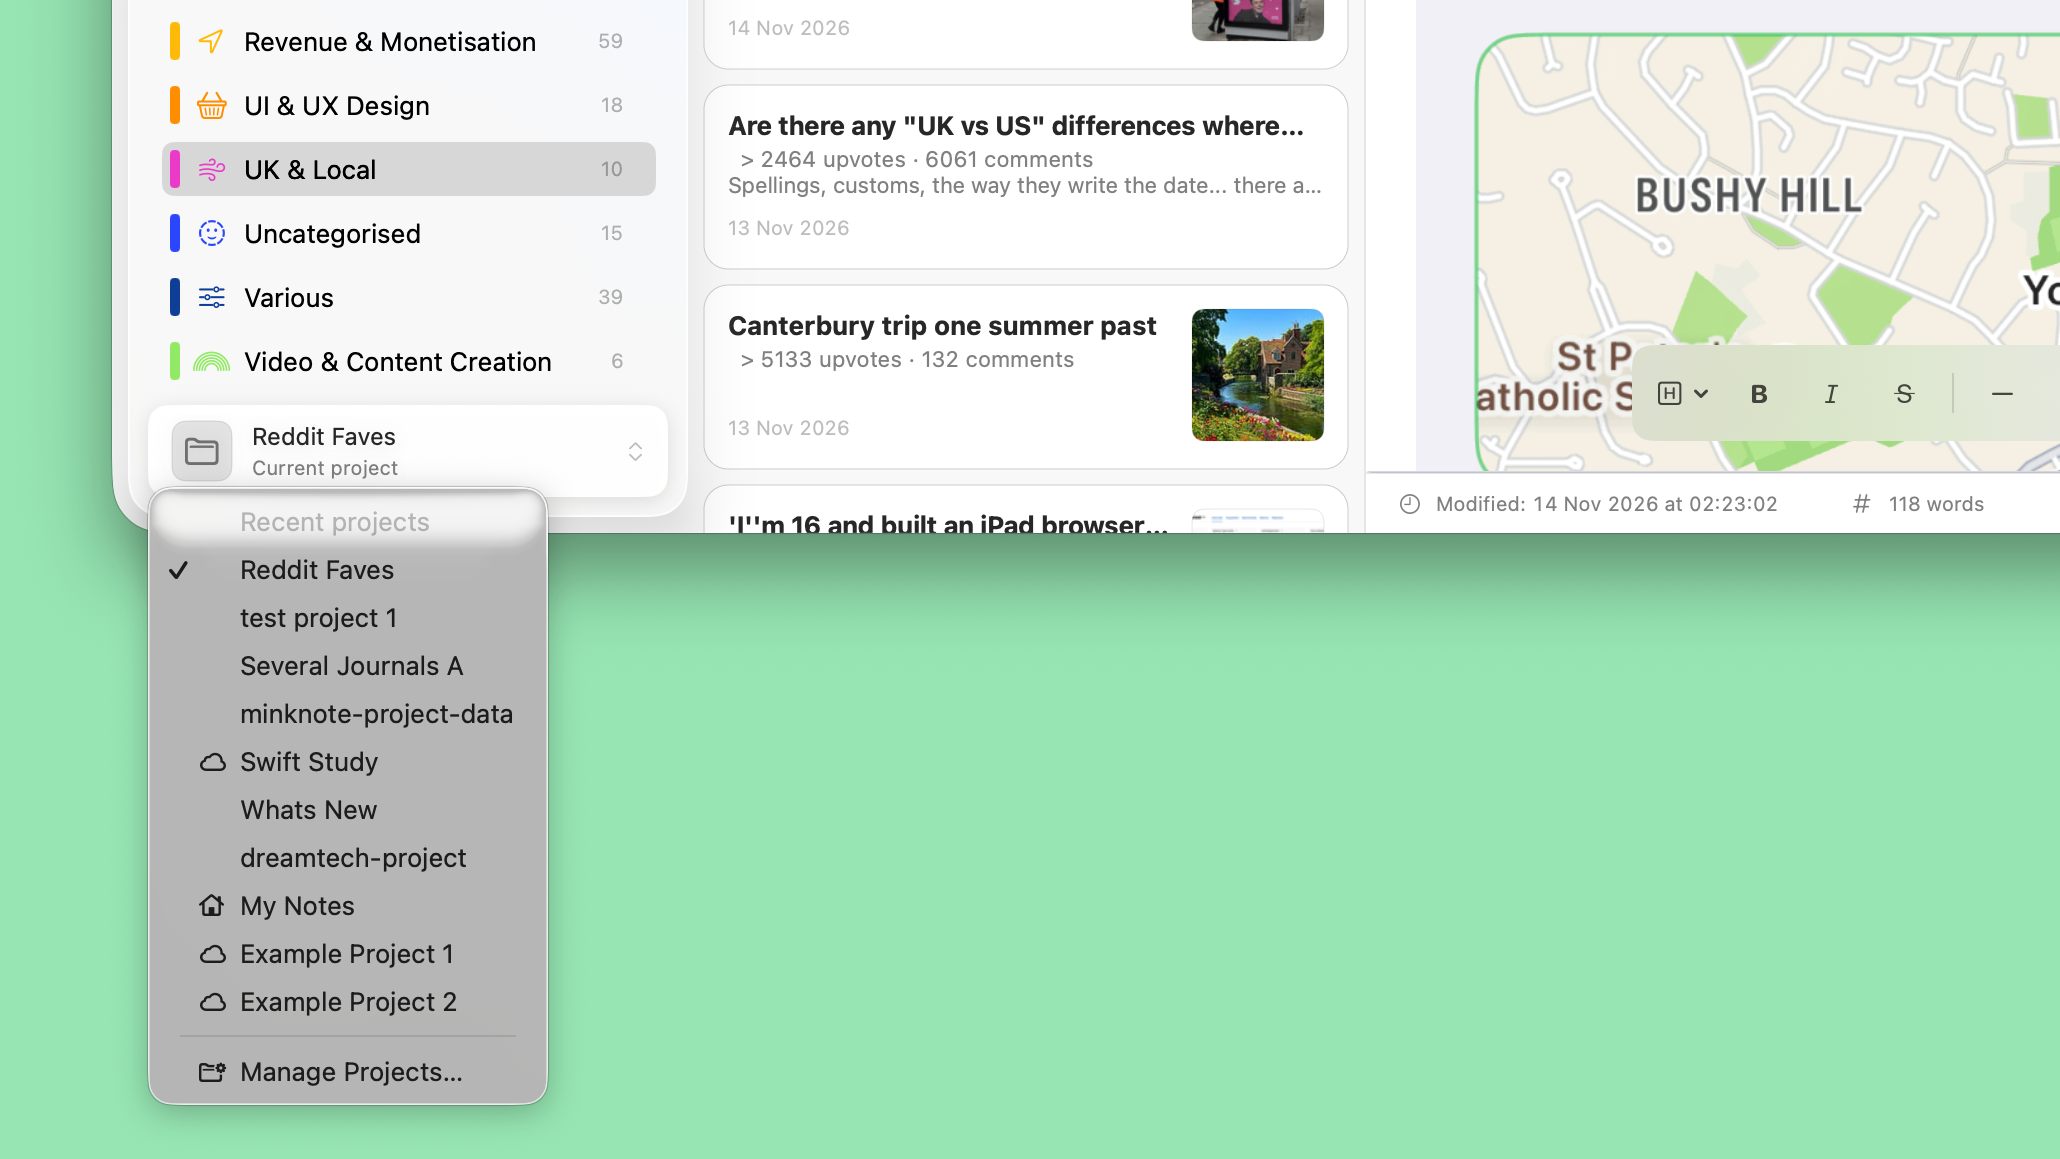 Revenue & Monetisation 59
UI & UX Design 18
UK & Local 10
Uncategorised 15
Various 39
Video & Content Creation 6
Reddit Faves
Current project
Recent projects
Reddit Faves
test project 1
Several Journals A
minknote-project-data
Swift Study
Whats New
dreamtech-project
My Notes
Example Project 1
Example Project 2
Manage Projects...
14 Nov 2026
Are there any "UK vs US" differences where...
> 2464 upvotes · 6061 comments
Spellings, customs, the way they write the date... there a...
13 Nov 2026
Canterbury trip one summer past
> 5133 upvotes · 132 comments
13 Nov 2026
'I''m 16 and built an iPad browser...
BUSHY HILL
Yo
St P
atholic S
H B I S
Modified: 14 Nov 2026 at 02:23:02
# 118 words